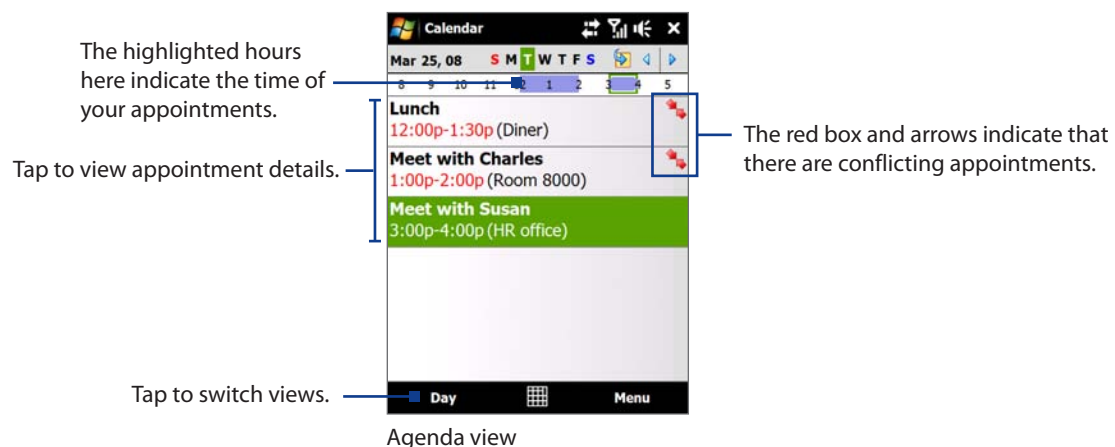 Calendar
The highlighted hours
here indicate the time of
your appointments.
Mar 25, 08 S M T W T F S
8 9 10 11 12 1 2 3 4 5
Lunch
12:00p-1:30p (Diner)
The red box and arrows indicate that
there are conflicting appointments.
Tap to view appointment details.
Meet with Charles
1:00p-2:00p (Room 8000)
Meet with Susan
3:00p-4:00p (HR office)
Tap to switch views.
Day Menu
Agenda view